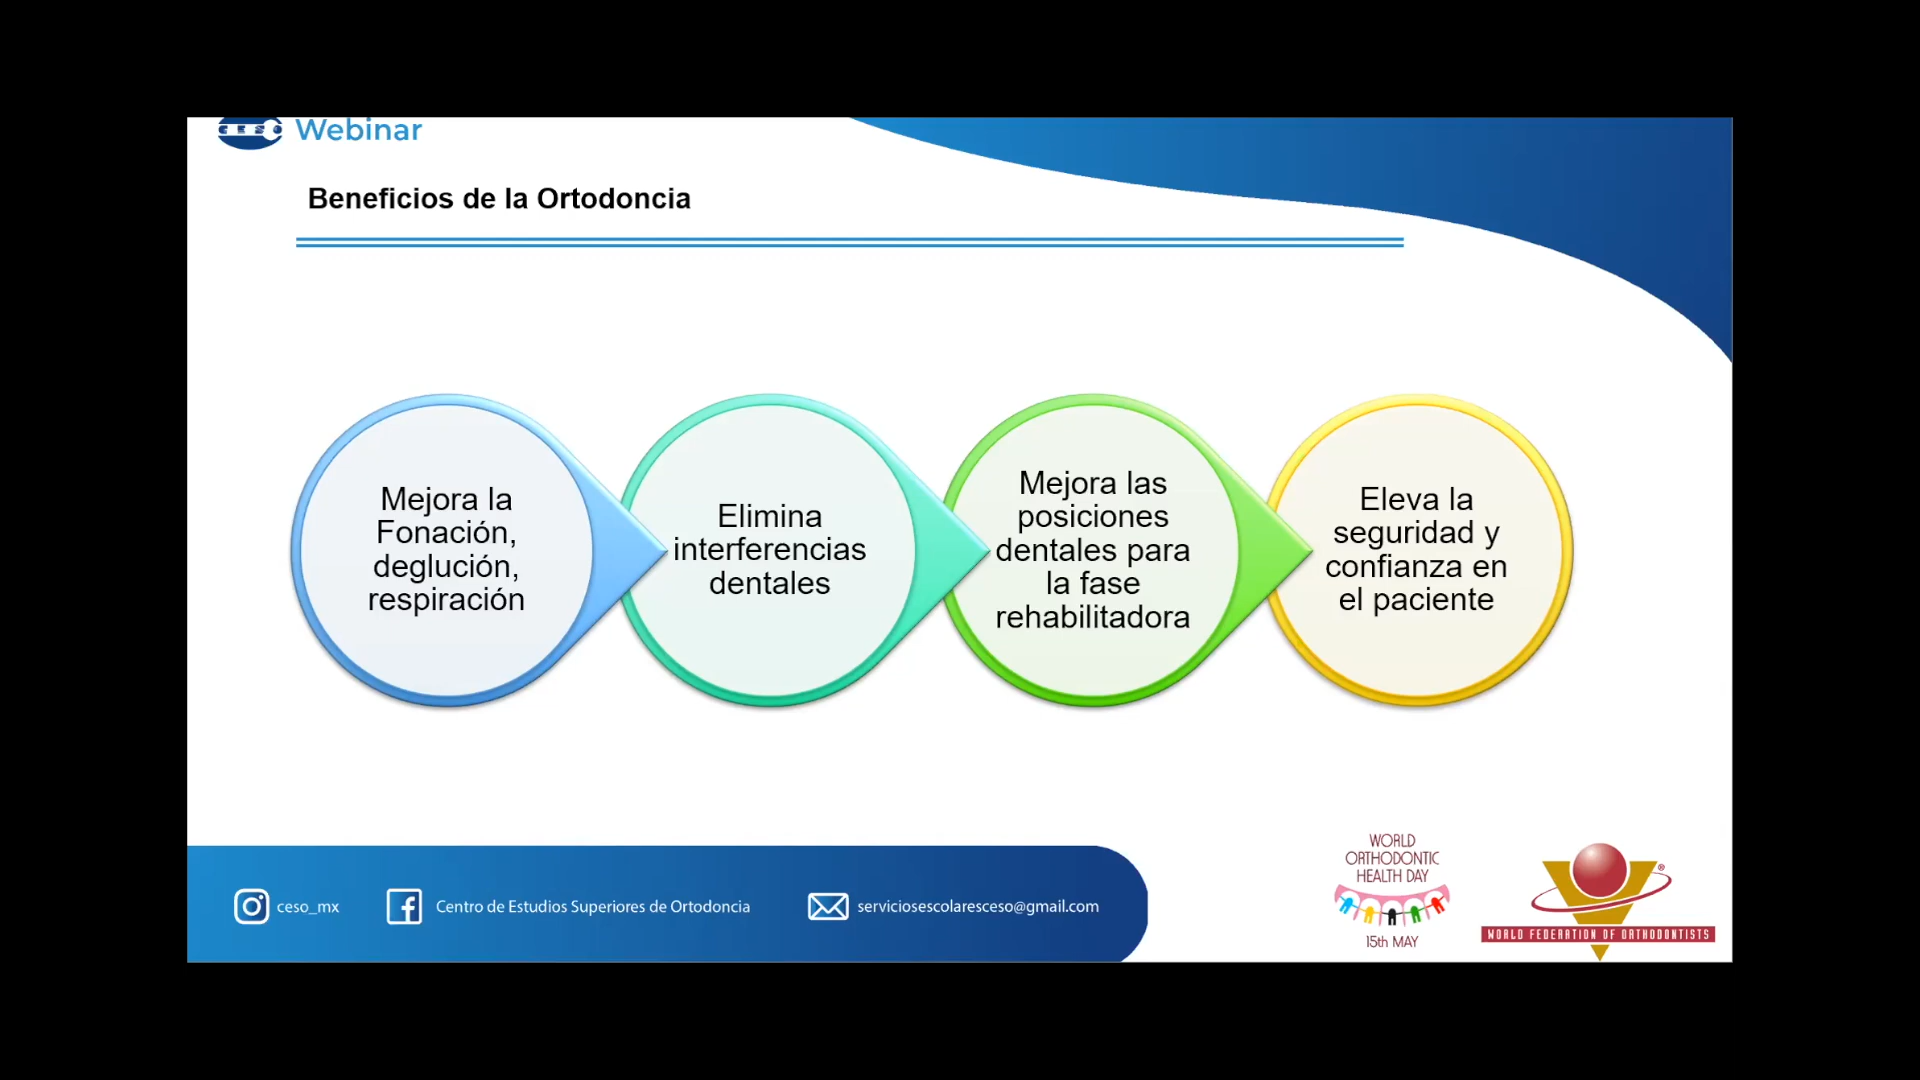 CESO Webinar
Beneficios de la Ortodoncia
Mejora la
Fonación,
deglución,
respiración
Elimina
interferencias
dentales
Mejora las
posiciones
dentales para
la fase
rehabilitadora
Eleva la
seguridad y
confianza en
el paciente
ceso_mx
Centro de Estudios Superiores de Ortodoncia
serviciosescolaresceso@gmail.com
WORLD
ORTHODONTIC
HEALTH DAY
15th MAY
®
WORLD FEDERATION OF ORTHODONTISTS